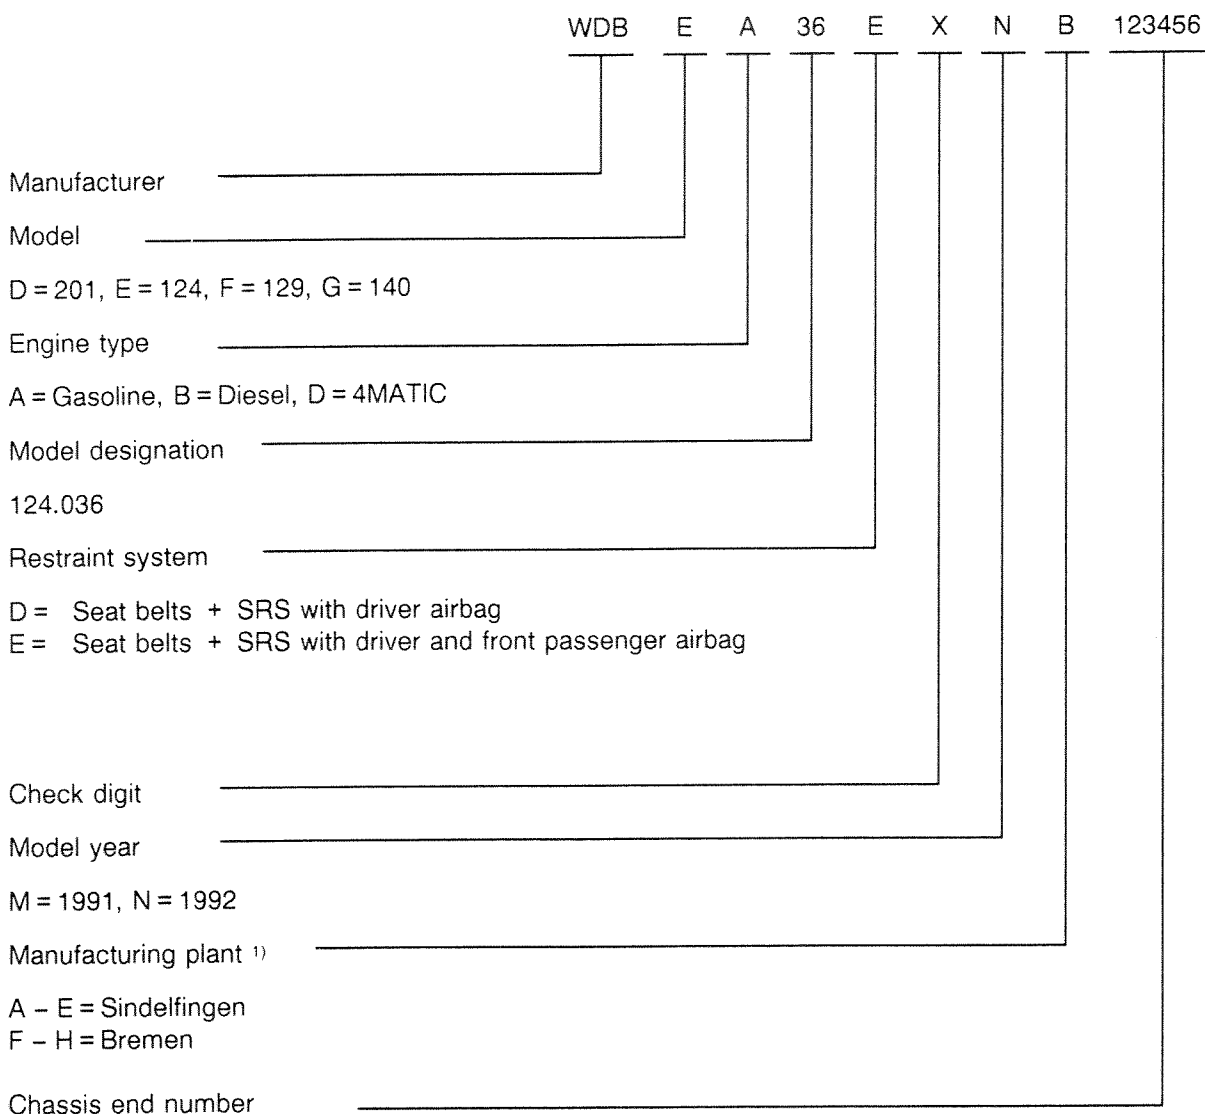 WDB E A 36 E X N B 123456
Manufacturer
Model
D = 201, E = 124, F = 129, G = 140
Engine type
A = Gasoline, B = Diesel, D = 4MATIC
Model designation
124.036
Restraint system
D = Seat belts + SRS with driver airbag
E = Seat belts + SRS with driver and front passenger airbag
Check digit
Model year
M = 1991, N = 1992
Manufacturing plant 1)
A – E = Sindelfingen
F – H = Bremen
Chassis end number